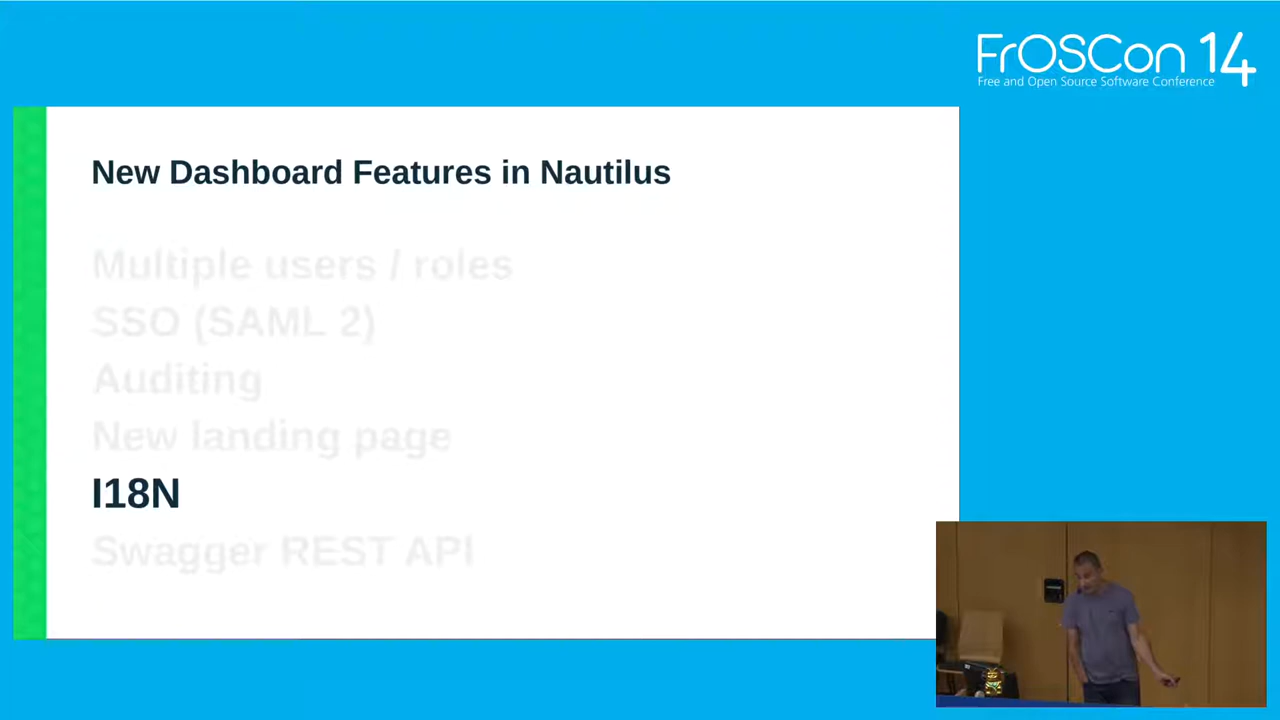 FrOSCon 14
Free and Open Source Software Conference
New Dashboard Features in Nautilus
Multiple users / roles
SSO (SAML 2)
Auditing
New landing page
I18N
Swagger REST API